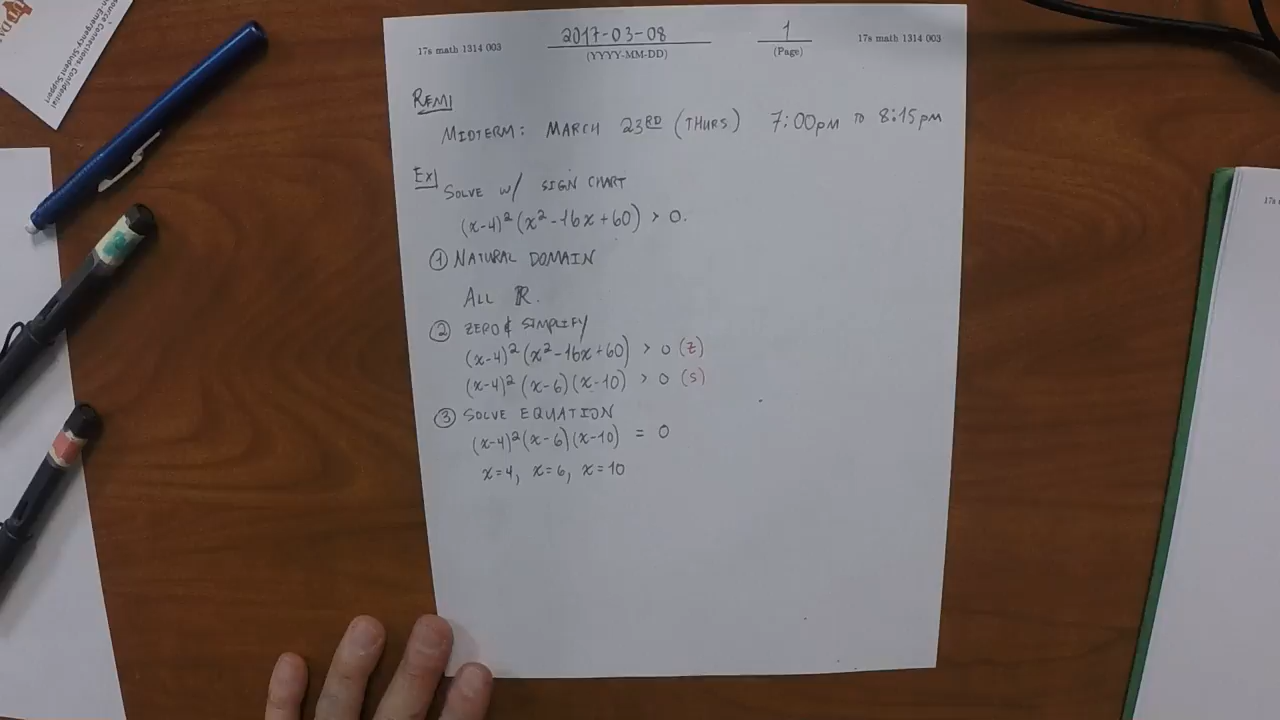 17s math 1314 003
2017-03-08
(YYYY-MM-DD)
1
(Page)
17s math 1314 003
REM
MIDTERM: MARCH 23RD (THURS) 7:00pm TO 8:15pm
EX
SOLVE w/ SIGN CHART
(x-4)²(x²-16x+60) > 0.
① NATURAL DOMAIN
ALL ℝ.
② ZERO & SIMPLIFY
(x-4)²(x²-16x+60) > 0 (Z)
(x-4)²(x-6)(x-10) > 0 (S)
③ SOLVE EQUATION
(x-4)²(x-6)(x-10) = 0
x=4, x=6, x=10